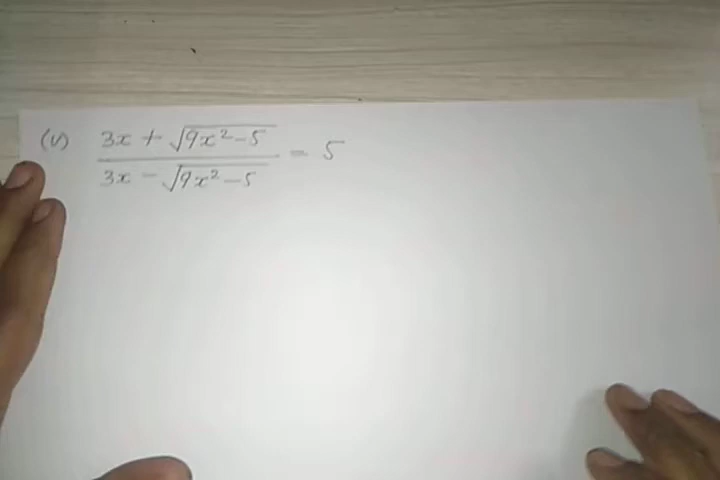 (v) 3x + √9x² - 5
3x - √9x² - 5 = 5